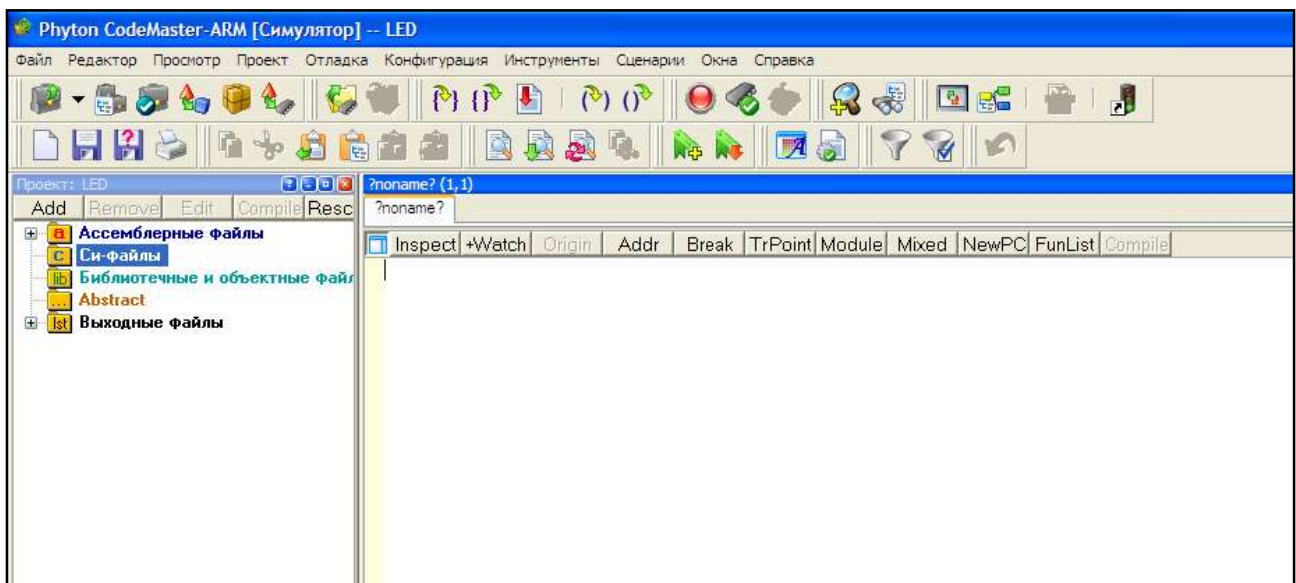 Phyton CodeMaster-ARM [Симулятор] -- LED
Файл Редактор Просмотр Проект Отладка Конфигурация Инструменты Сценарии Окна Справка
Проект: LED
Add Remove Edit Compile Resc
Ассемблерные файлы
Си-файлы
Библиотечные и объектные файл
Abstract
Выходные файлы
?noname? (1,1)
?noname?
Inspect +Watch Origin Addr Break TrPoint Module Mixed NewPC FunList Compile